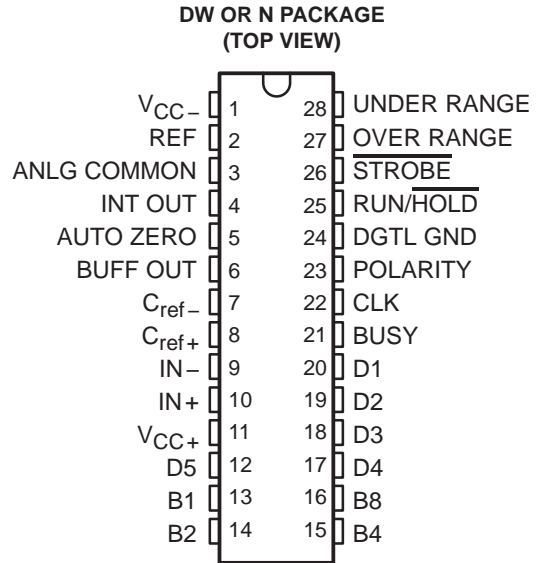 DW OR N PACKAGE
(TOP VIEW)
VCC− 1 28 UNDER RANGE
REF 2 27 OVER RANGE
ANLG COMMON 3 26 STROBE
INT OUT 4 25 RUN/HOLD
AUTO ZERO 5 24 DGTL GND
BUFF OUT 6 23 POLARITY
Cref− 7 22 CLK
Cref+ 8 21 BUSY
IN− 9 20 D1
IN+ 10 19 D2
VCC+ 11 18 D3
D5 12 17 D4
B1 13 16 B8
B2 14 15 B4